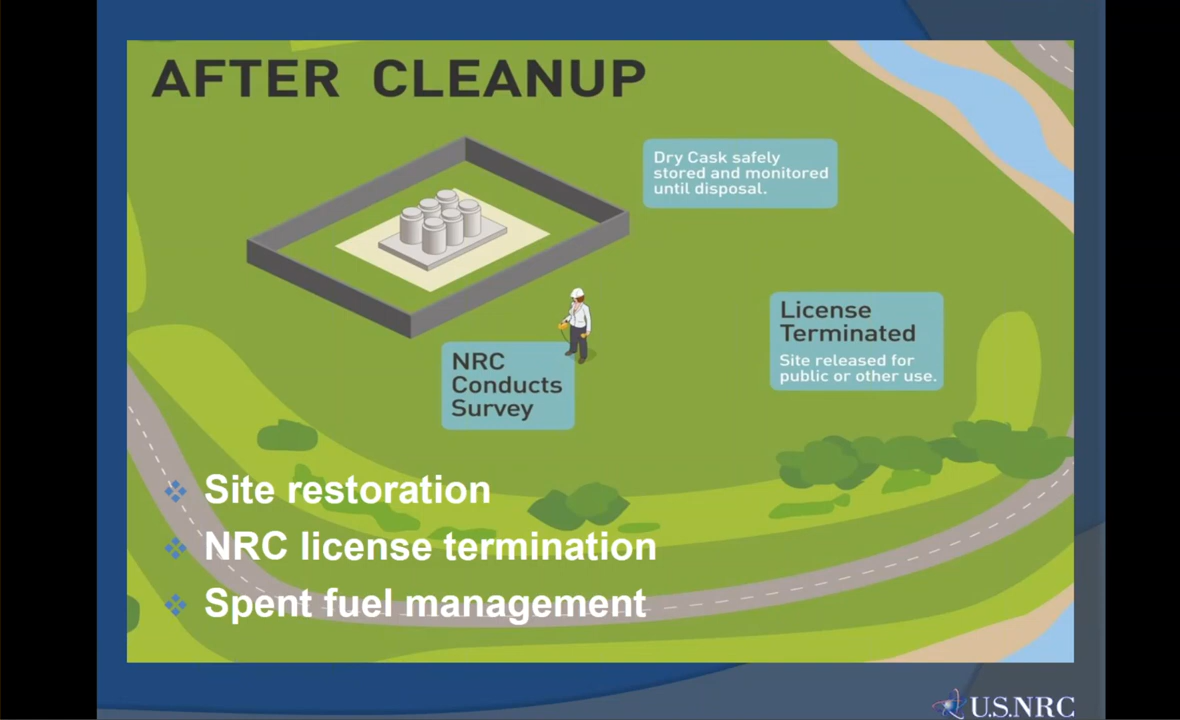 AFTER CLEANUP
Dry Cask safely
stored and monitored
until disposal.
License
Terminated
Site released for
public or other use.
NRC
Conducts
Survey
Site restoration
NRC license termination
Spent fuel management
U.S.NRC